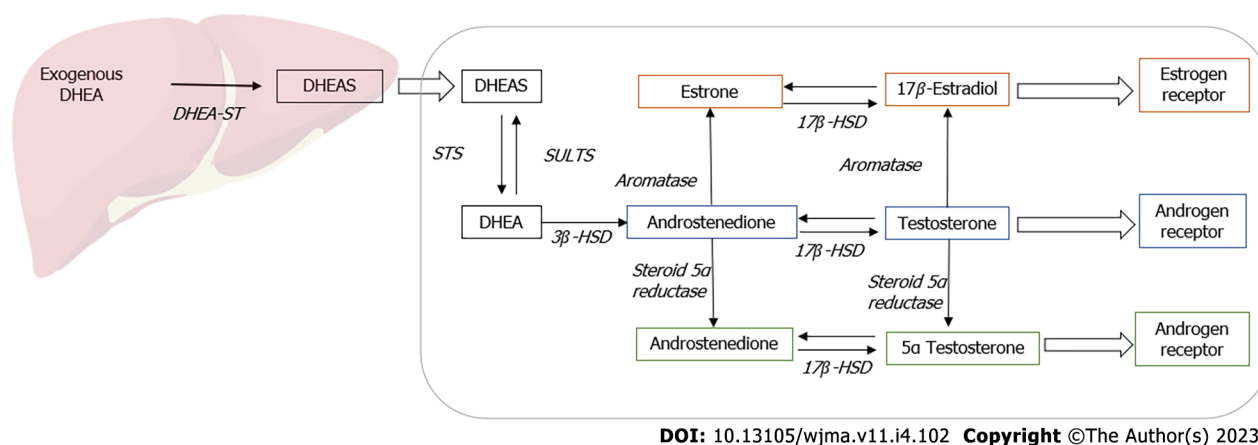 Exogenous
DHEA
DHEA-ST
DHEAS
DHEAS
STS
SULTS
DHEA
3β-HSD
Estrone
17β-HSD
17β-Estradiol
Estrogen
receptor
Aromatase
Aromatase
Androstenedione
17β-HSD
Testosterone
Androgen
receptor
Steroid 5α
reductase
Steroid 5α
reductase
Androstenedione
17β-HSD
5α Testosterone
Androgen
receptor
DOI: 10.13105/wjma.v11.i4.102 Copyright ©The Author(s) 2023